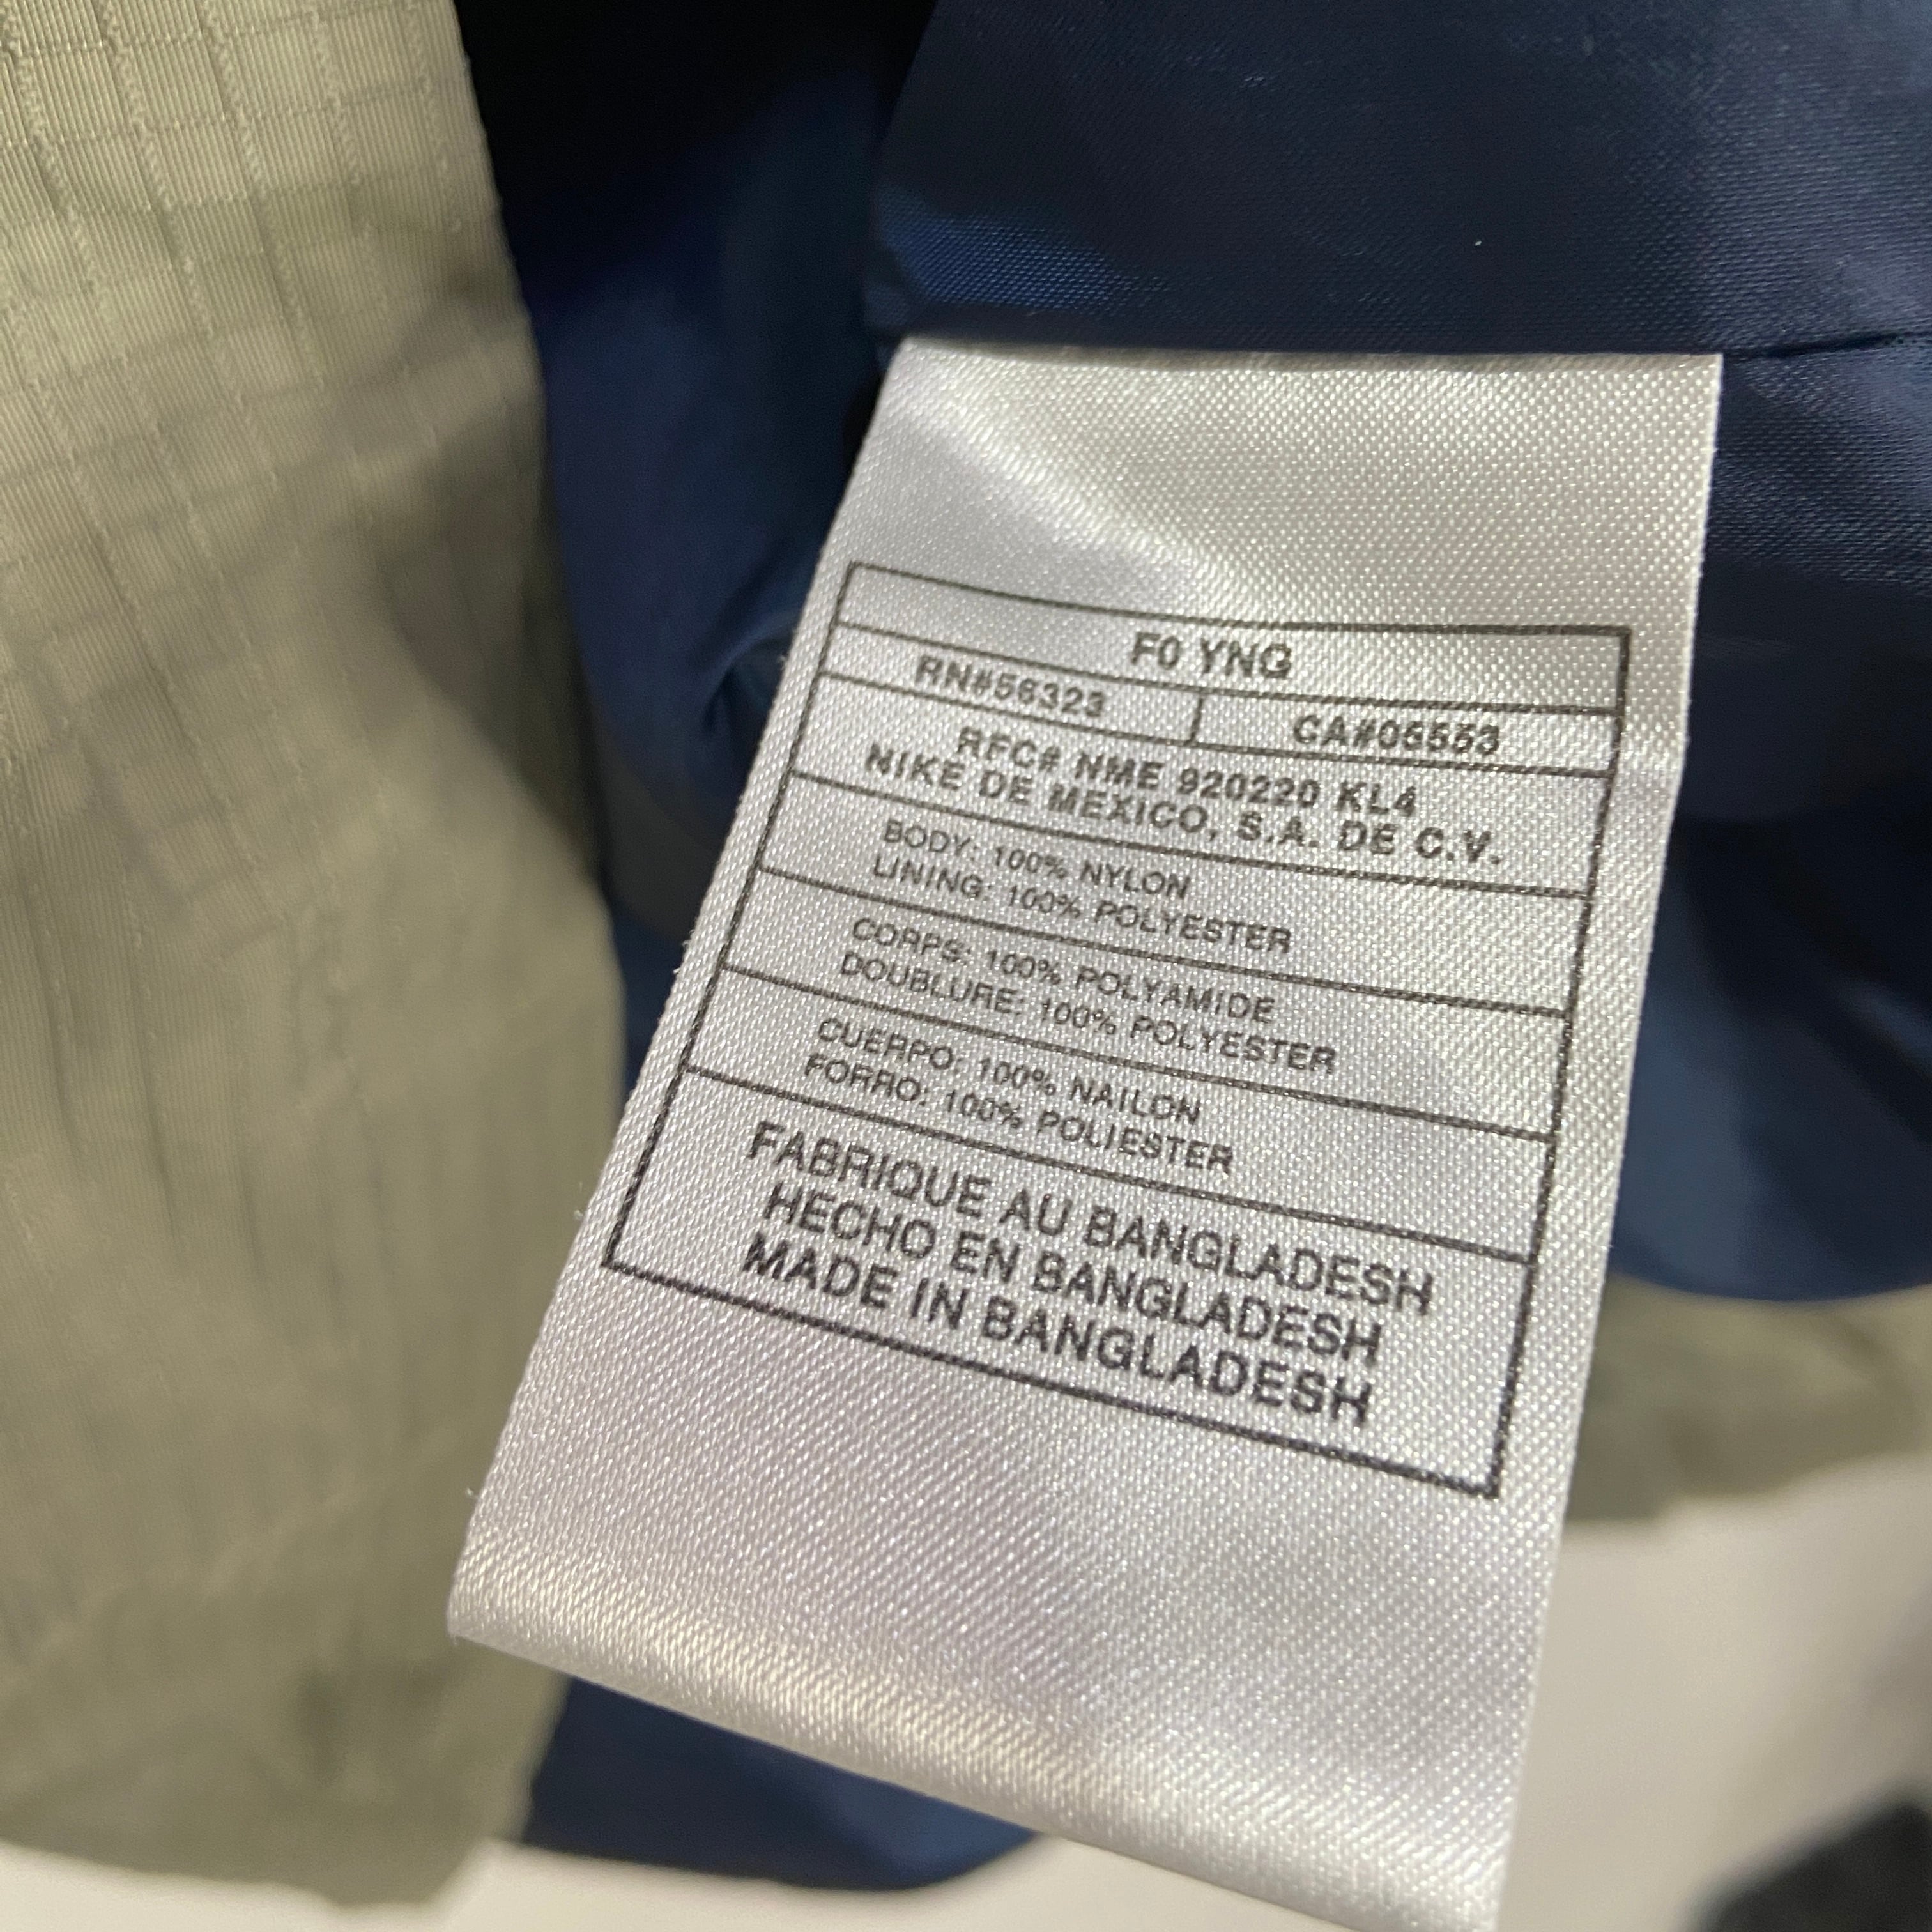 F0 YNG
RN#56323 CA#05553
RFC# NME 920220 KL4
NIKE DE MEXICO, S.A. DE C.V.
BODY: 100% NYLON
LINING: 100% POLYESTER
CORPS: 100% POLYAMIDE
DOUBLURE: 100% POLYESTER
CUERPO: 100% NAILON
FORRO: 100% POLIESTER
FABRIQUE AU BANGLADESH
HECHO EN BANGLADESH
MADE IN BANGLADESH